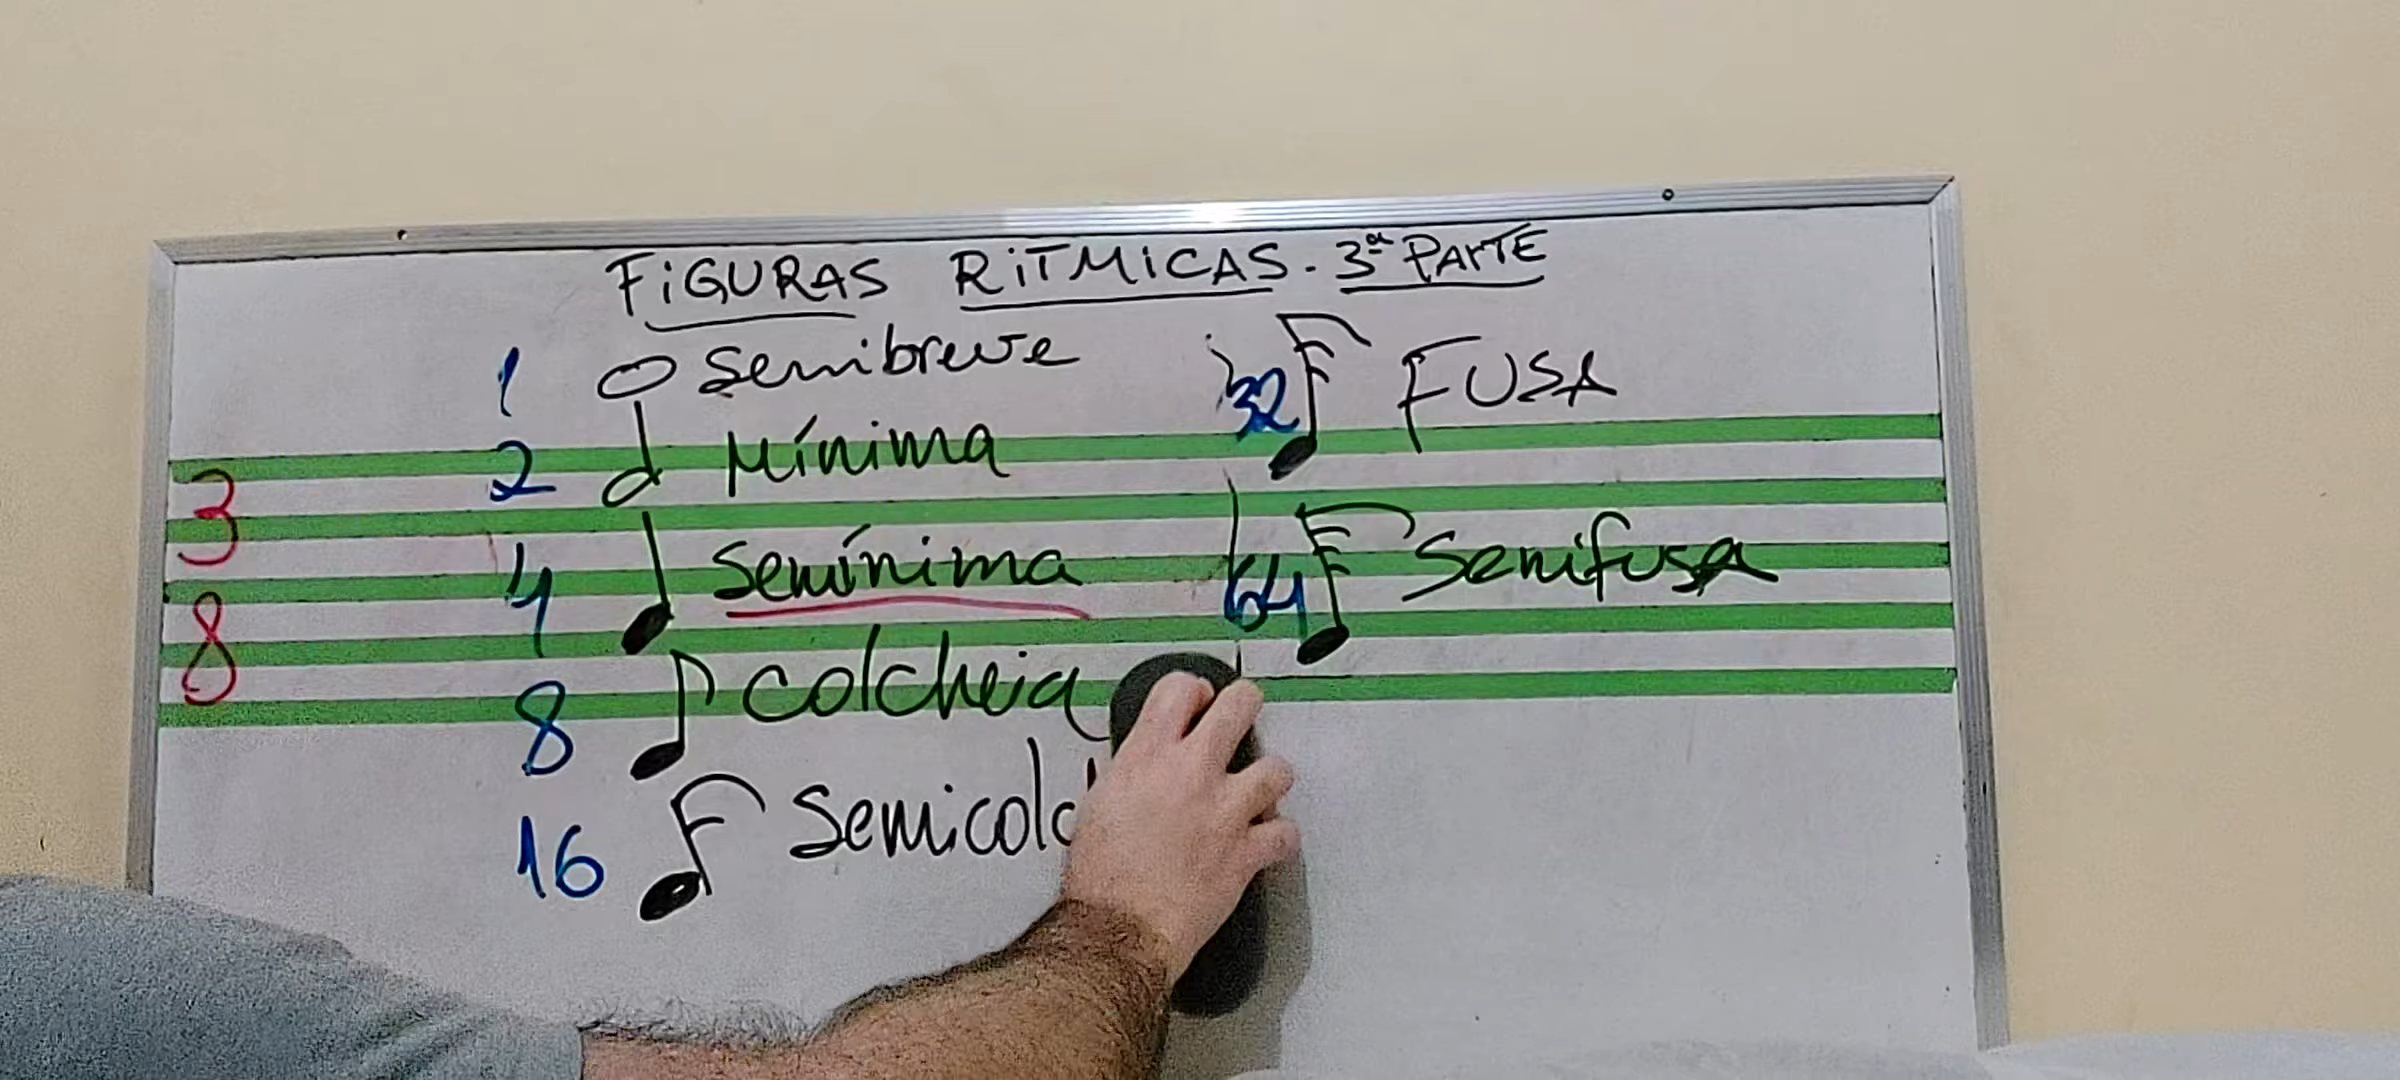 FIGURAS RITMICAS. 3ª PARTE
1 semibreve
2 Mínima
4 semínima
8 colcheia
16 semicolc
32 FUSA
64 Semifusa
3
8